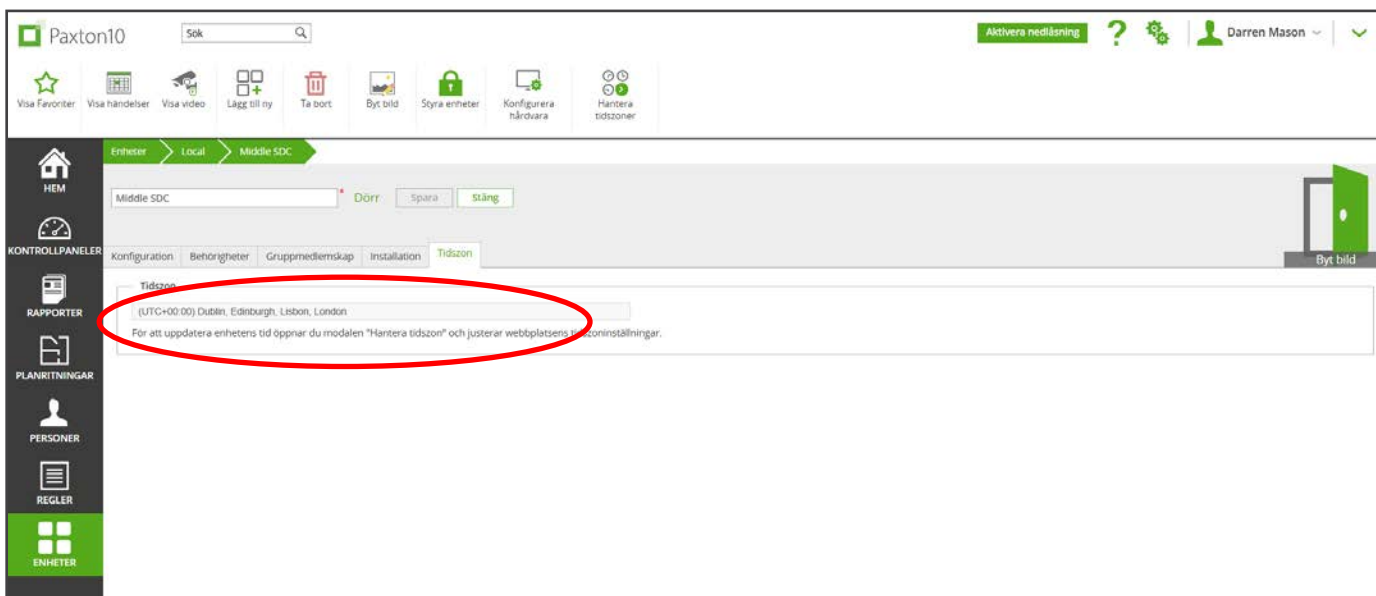 Paxton10
Sök
Aktivera nedläsning
?
Darren Mason
Visa Favoriter
Visa händelser
Visa video
Lägg till ny
Ta bort
Byt bild
Styra enheter
Konfigurera
hårdvara
Hantera
tidszoner
HEM
KONTROLLPANELER
RAPPORTER
PLANRITNINGAR
PERSONER
REGLER
ENHETER
Enheter
Local
Middle SDC
Middle SDC
*
Dörr
Spara
Stäng
Byt bild
Konfiguration
Behörigheter
Gruppmedlemskap
Installation
Tidszon
Tidszon
(UTC+00:00) Dublin, Edinburgh, Lisbon, London
För att uppdatera enhetens tid öppnar du modalen "Hantera tidszon" och justerar webbplatsens tidszoninställningar.